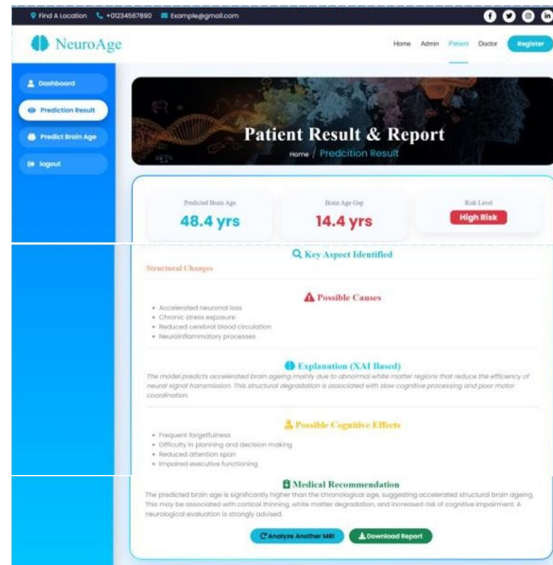 Find A Location +01234567890 Example@gmail.com
NeuroAge
Home Admin Patient Doctor Register
Dashboard
Prediction Result
Predict Brain Age
logout
Patient Result & Report
Home / Predcition Result
Predicted Brain Age
48.4 yrs
Brain Age Gap
14.4 yrs
Risk Level
High Risk
Key Aspect Identified
Structural Changes
Possible Causes
Accelerated neuronal loss
Chronic stress exposure
Reduced cerebral blood circulation
Neuroinflammatory processes
Explanation (XAI Based)
The model predicts accelerated brain ageing mainly due to abnormal white matter regions that reduce the efficiency of
neural signal transmission. This structural degradation is associated with slow cognitive processing and poor motor
coordination.
Possible Cognitive Effects
Frequent forgetfulness
Difficulty in planning and decision making
Reduced attention span
Impaired executive functioning
Medical Recommendation
The predicted brain age is significantly higher than the chronological age, suggesting accelerated structural brain ageing.
This may be associated with cortical thinning, white matter degradation, and increased risk of cognitive impairment. A
neurological evaluation is strongly advised.
Analyze Another MRI Download Report